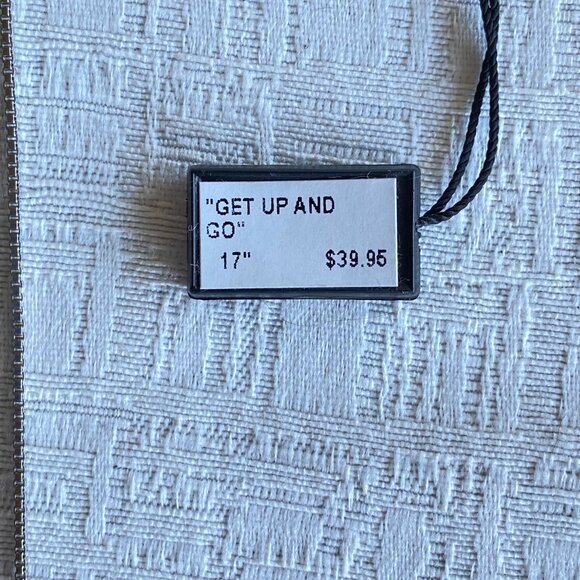 "GET UP AND
GO"
17" $39.95